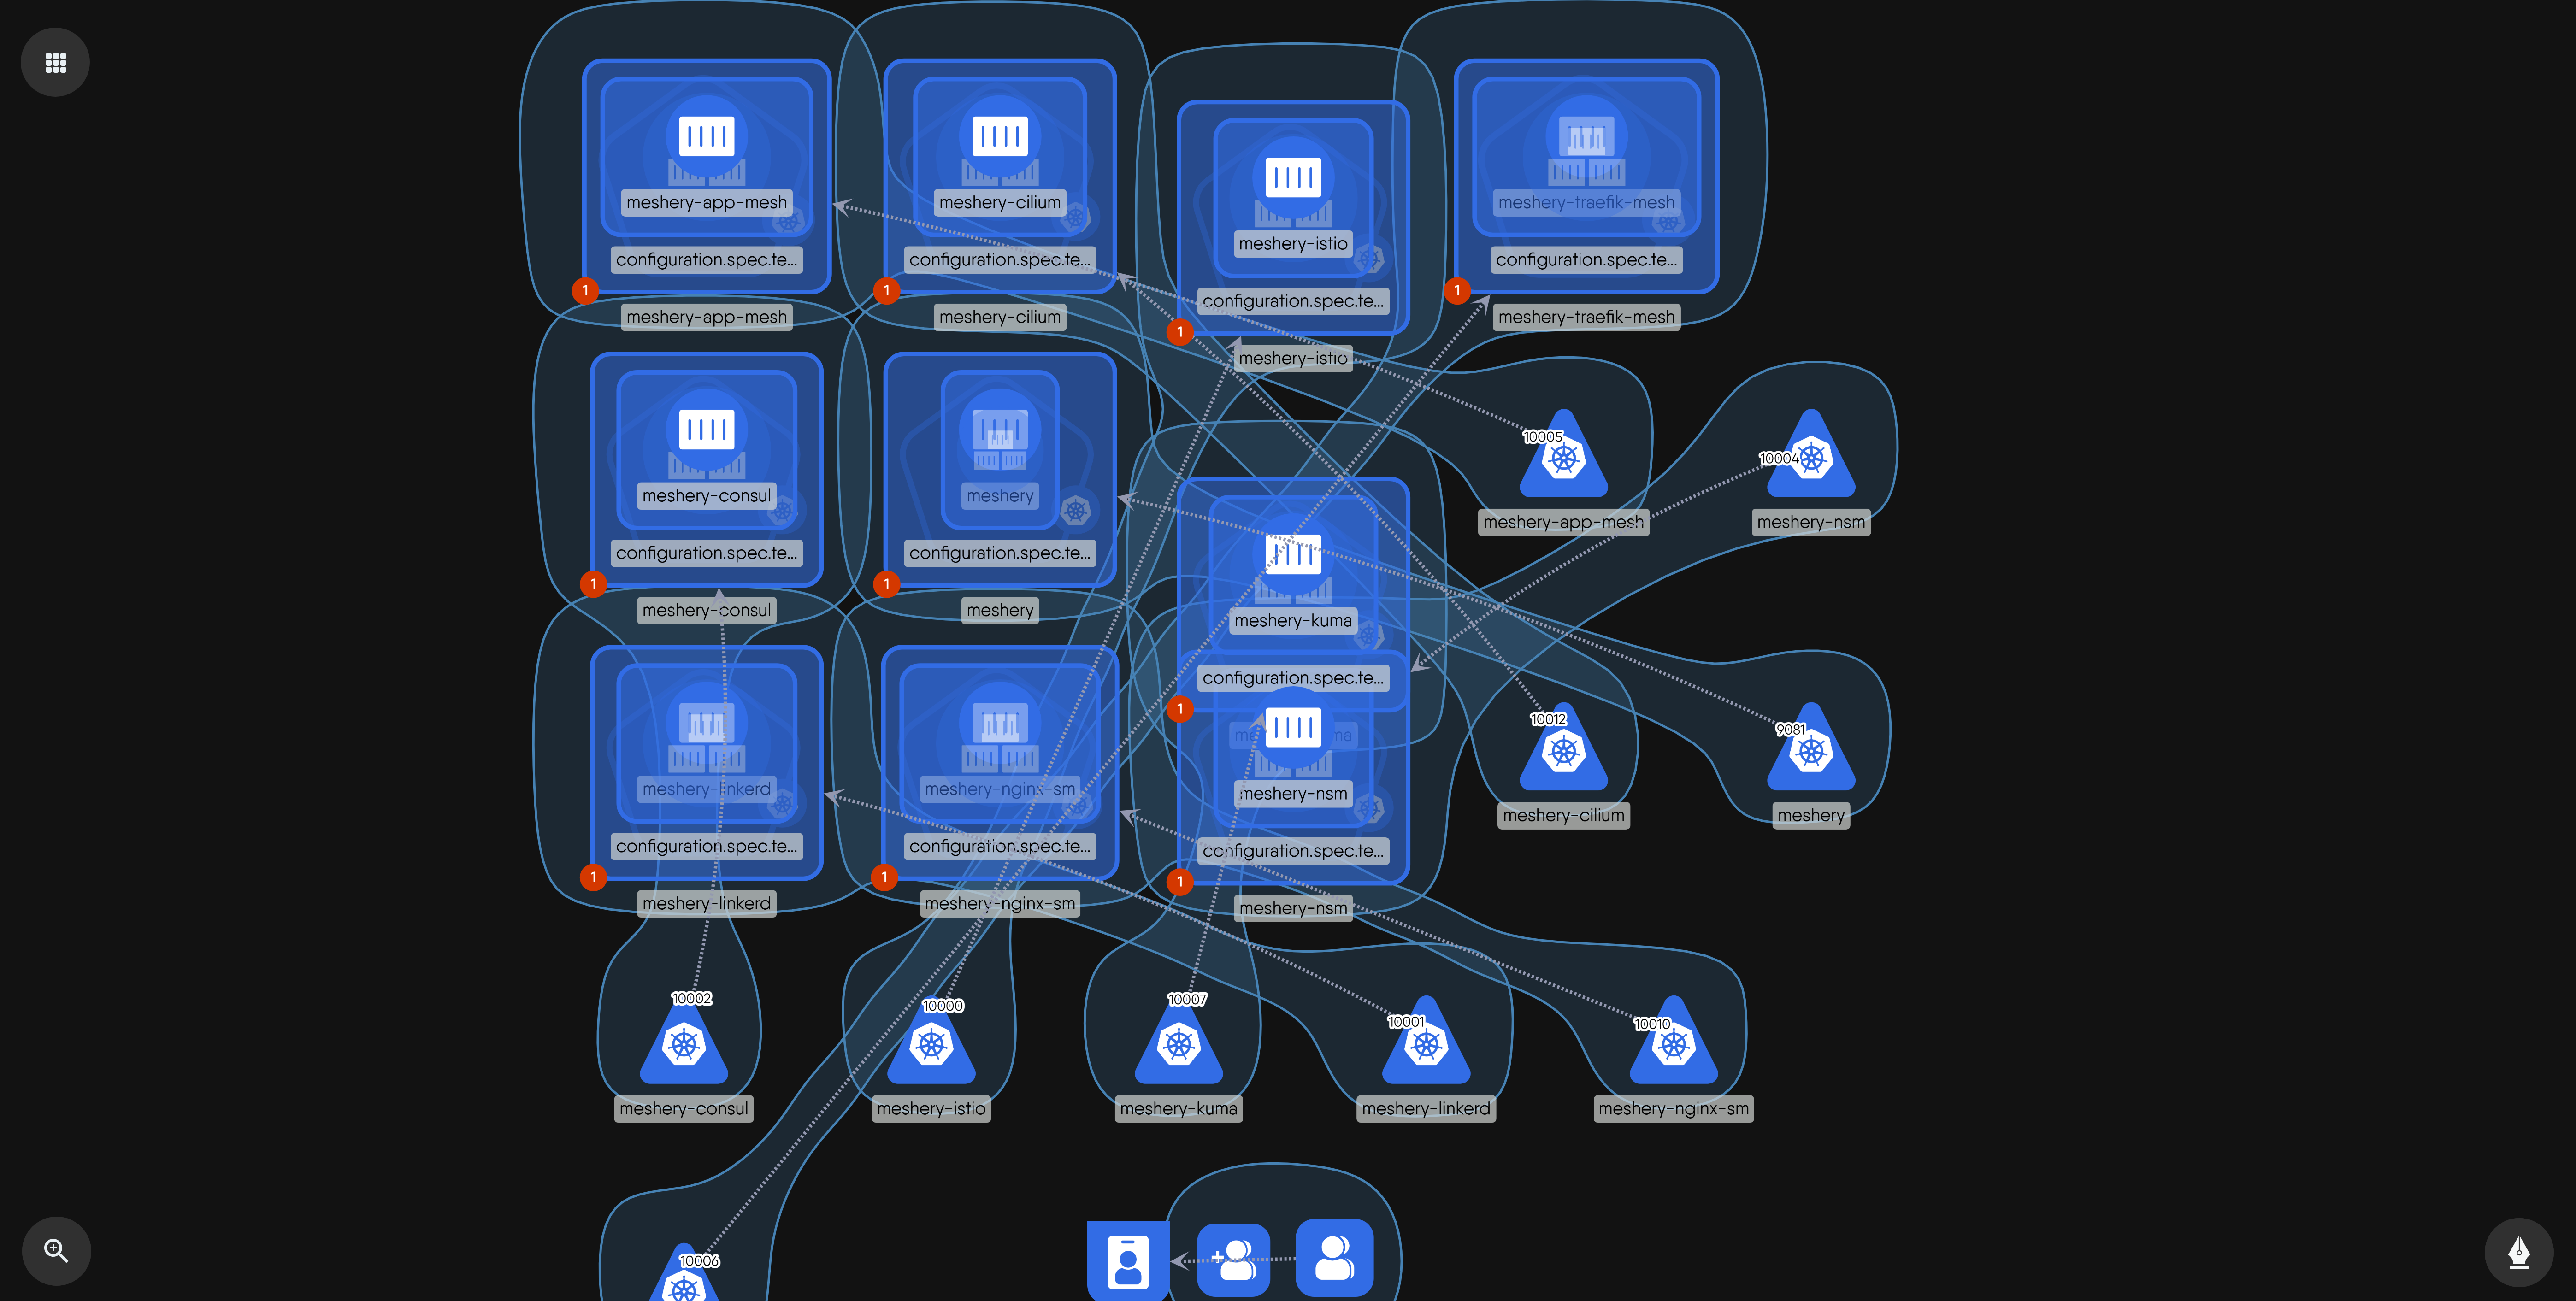 meshery-app-mesh
configuration.spec.te...
1
meshery-app-mesh
meshery-cilium
configuration.spec.te...
1
meshery-cilium
meshery-istio
configuration.spec.te...
1
meshery-istio
meshery-traefik-mesh
configuration.spec.te...
1
meshery-traefik-mesh
meshery-consul
configuration.spec.te...
1
meshery-consul
meshery
configuration.spec.te...
1
meshery
meshery-kuma
configuration.spec.te...
1
10005
meshery-app-mesh
10004
meshery-nsm
meshery-linkerd
configuration.spec.te...
1
meshery-linkerd
meshery-nginx-sm
configuration.spec.te...
1
meshery-nginx-sm
meshery-nsm
configuration.spec.te...
1
meshery-nsm
10012
meshery-cilium
9081
meshery
10002
meshery-consul
10000
meshery-istio
10007
meshery-kuma
10001
meshery-linkerd
10010
meshery-nginx-sm
10006